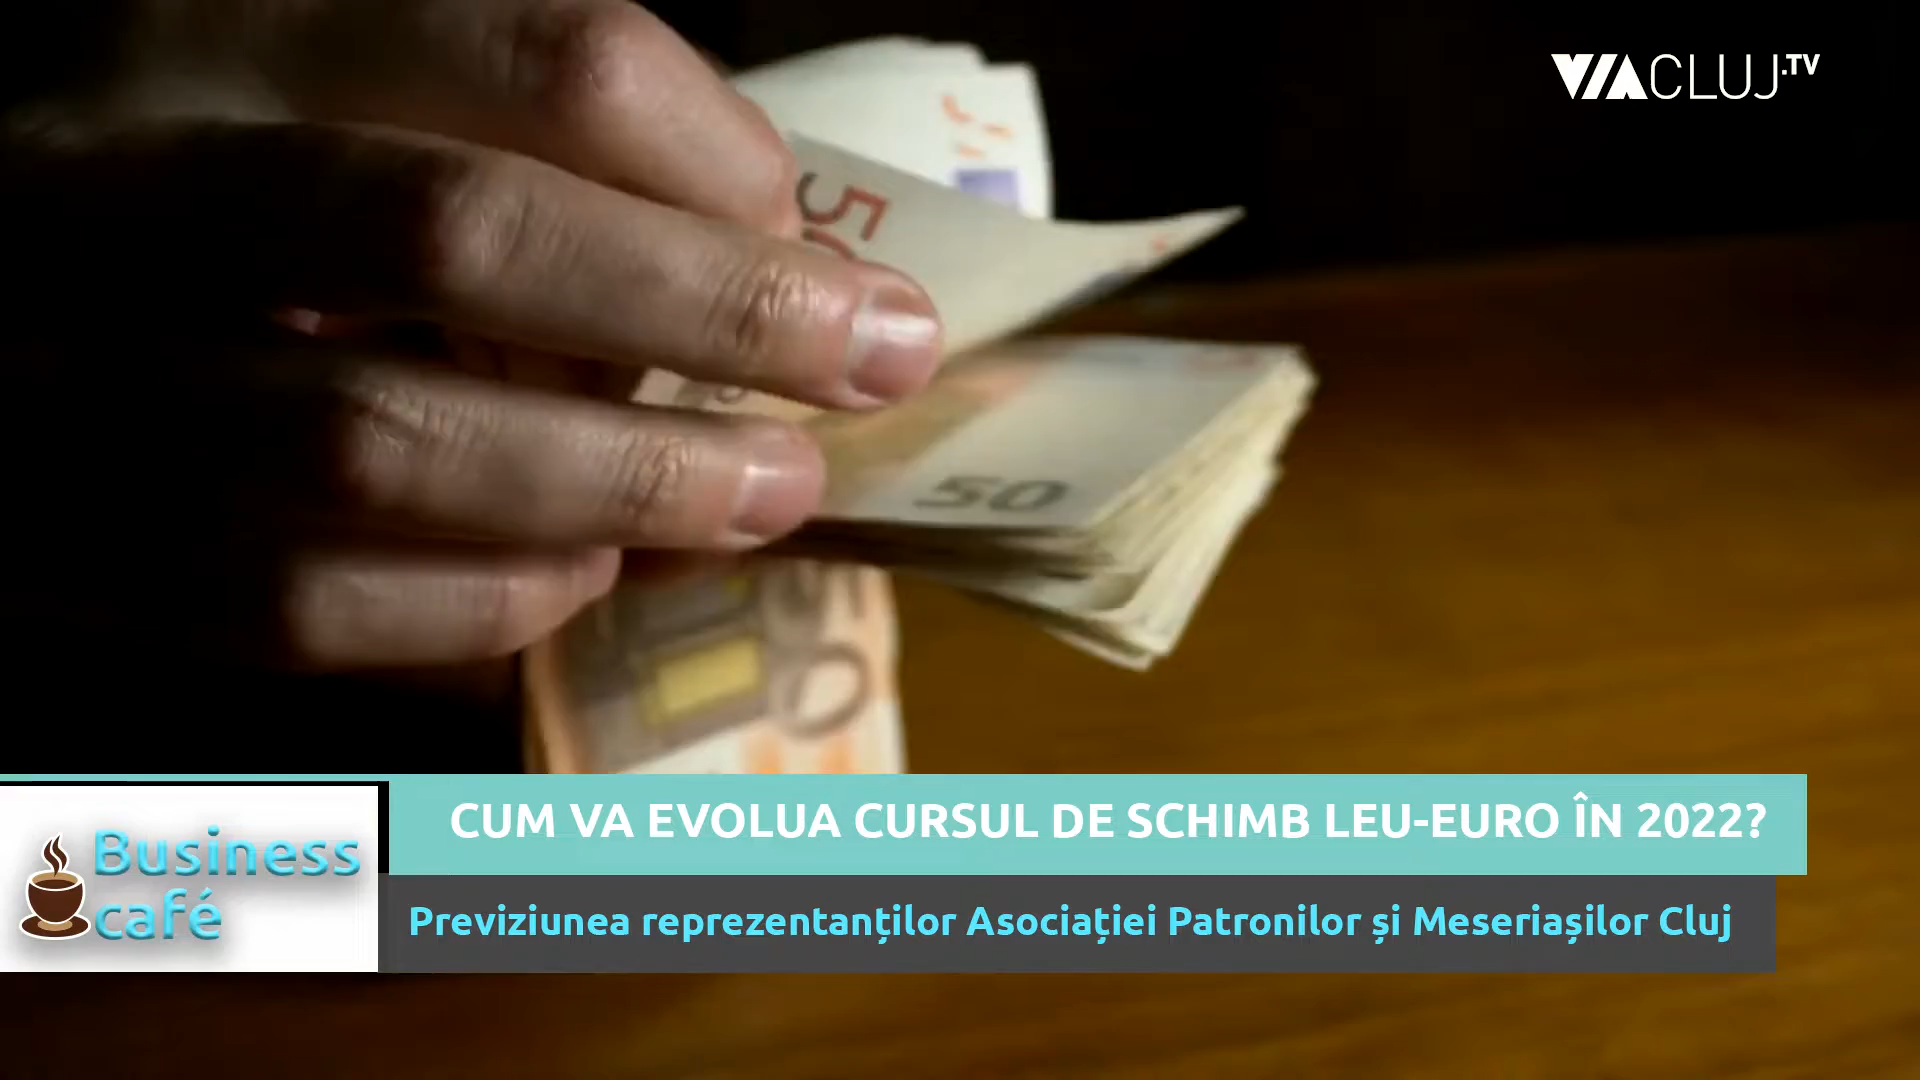 VIACLUJ.TV
50
50
CUM VA EVOLUA CURSUL DE SCHIMB LEU-EURO ÎN 2022?
Business
café
Previziunea reprezentanților Asociației Patronilor și Meseriașilor Cluj